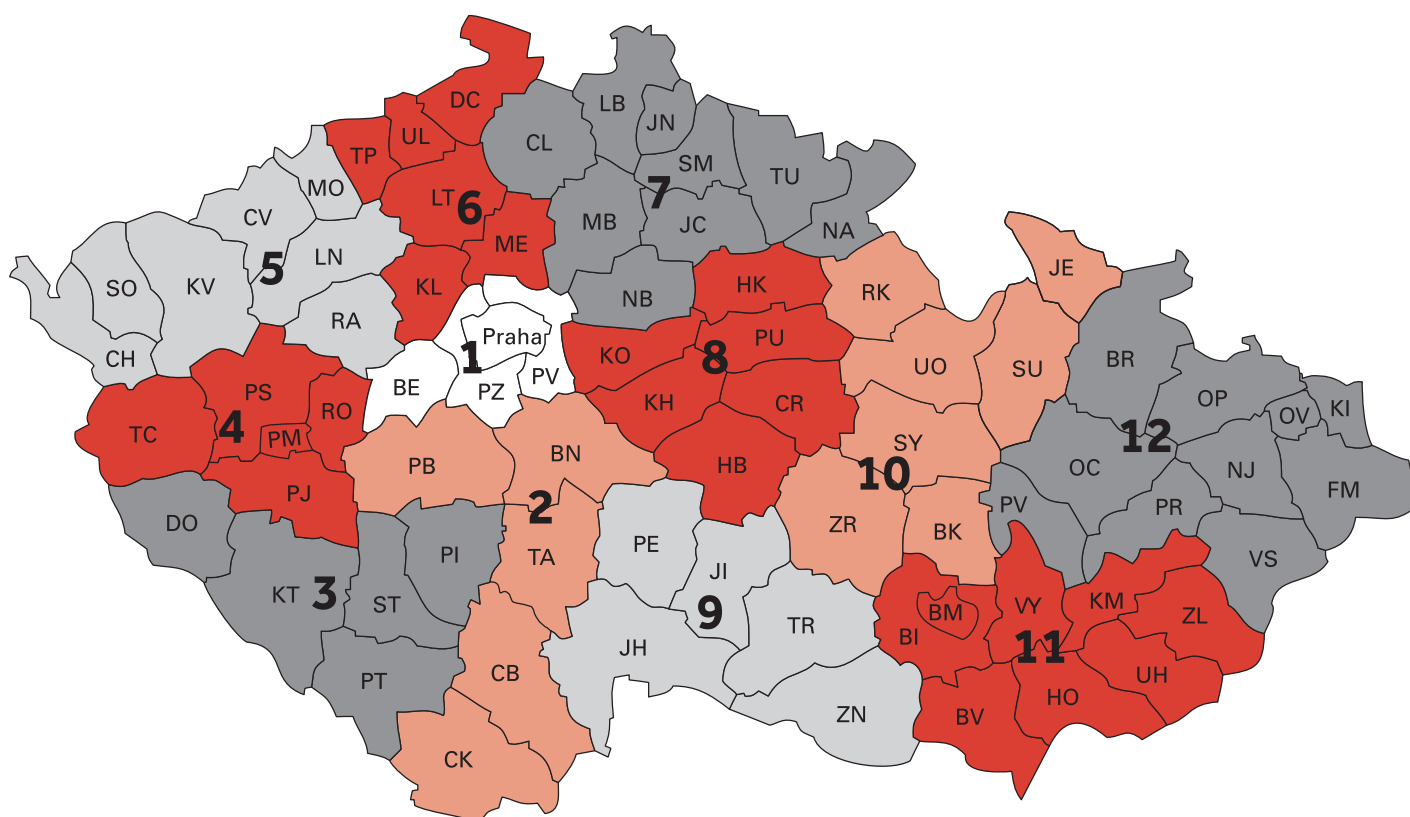 DC
LB
JN
UL
CL
TP
SM
TU
MO
LT
6
7
CV
MB
JC
NA
ME
LN
5
JE
SO
KV
KL
HK
RK
NB
RA
Praha
PU
1
KO
8
CH
BE
PZ
PV
UO
SU
BR
PS
RO
KH
CR
OP
OV
KI
TC
4
PM
SY
12
PB
BN
HB
10
OC
NJ
FM
PJ
2
PV
PR
DO
ZR
BK
PI
TA
PE
JI
VS
KT
3
ST
9
BM
VY
KM
ZL
BI
TR
JH
11
PT
CB
UH
HO
ZN
BV
CK